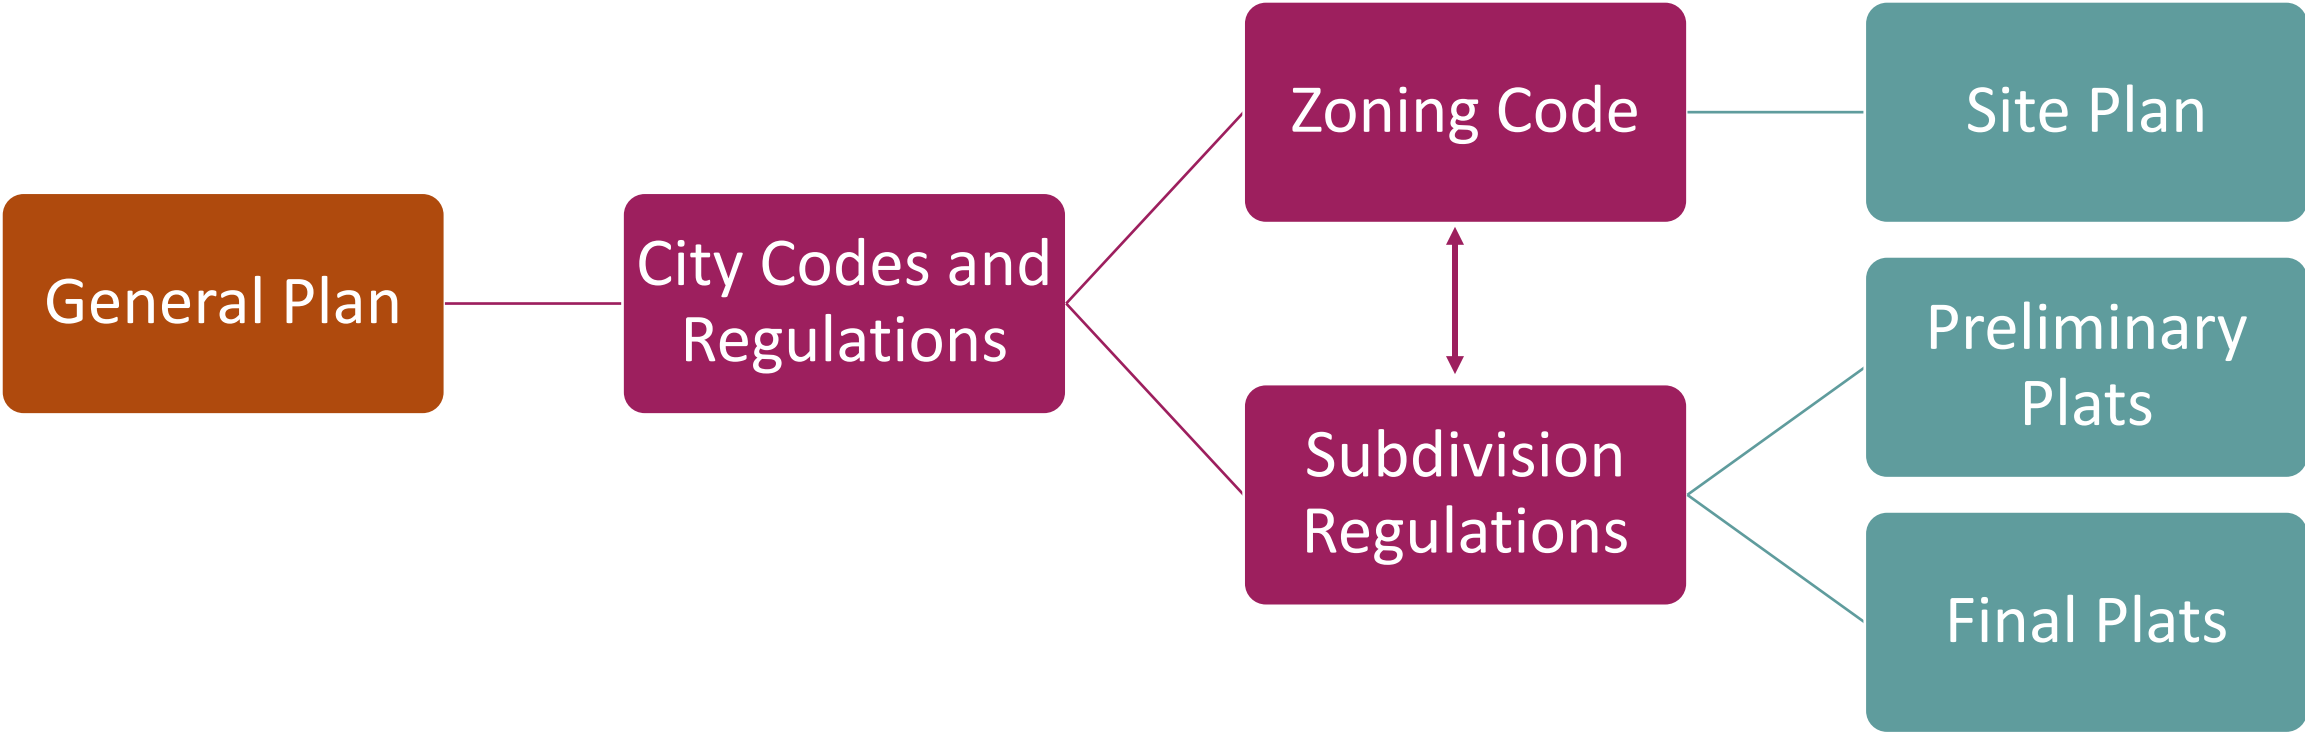 General Plan
City Codes and
Regulations
Zoning Code
Subdivision
Regulations
Site Plan
Preliminary
Plats
Final Plats